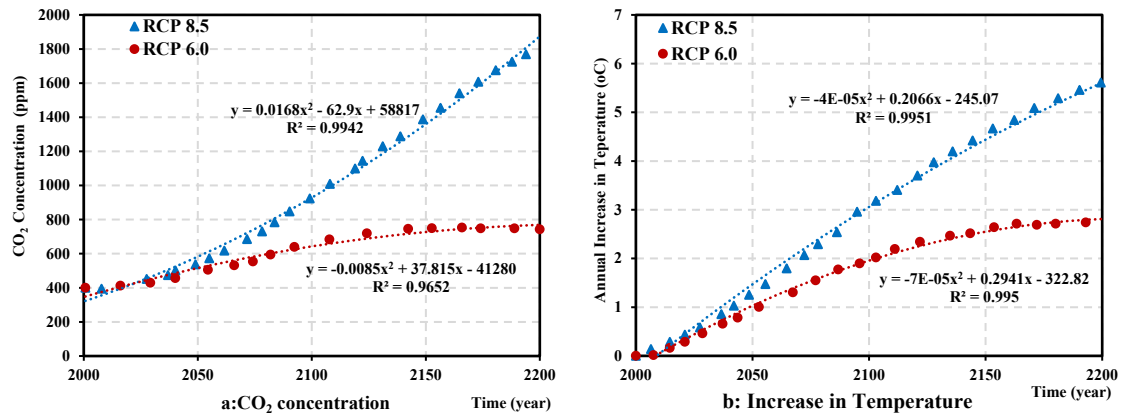 2000
1800
1600
1400
1200
1000
800
600
400
200
0
CO2 Concentration (ppm)
RCP 8.5
RCP 6.0
y = 0.0168x² - 62.9x + 58817
R² = 0.9942
y = -0.0085x² + 37.815x - 41280
R² = 0.9652
2000 2050 2100 2150 2200
a:CO2 concentration Time (year)
7
6
5
4
3
2
1
0
Annual Increase in Teperature (oC)
RCP 8.5
RCP 6.0
y = -4E-05x² + 0.2066x - 245.07
R² = 0.9951
y = -7E-05x² + 0.2941x - 322.82
R² = 0.995
2000 2050 2100 2150 2200
Time (year)
b: Increase in Temperature